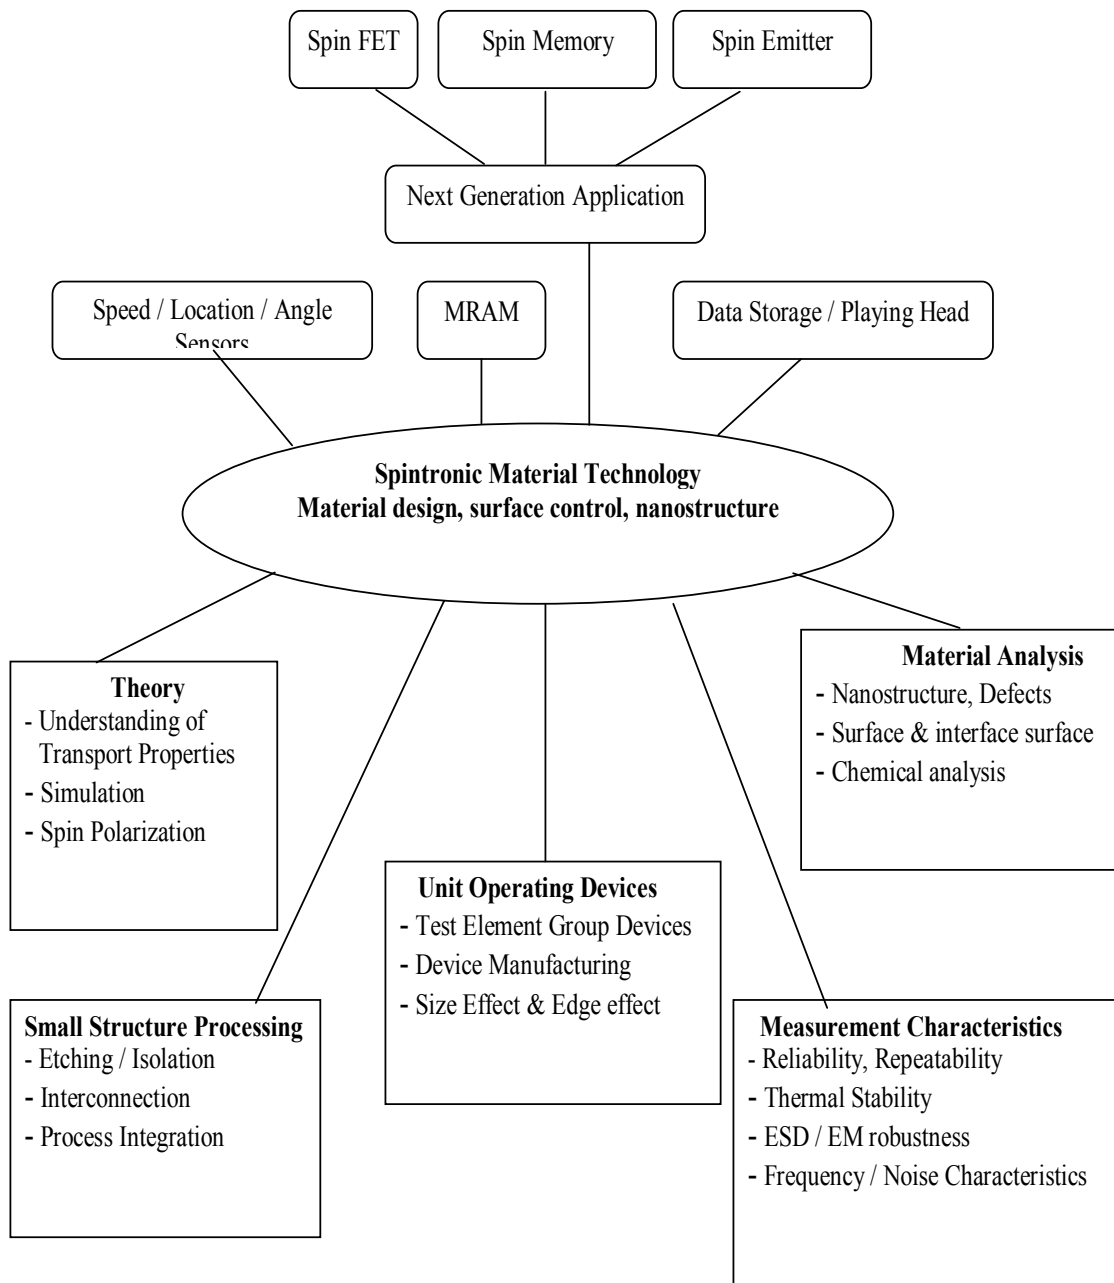 Spin FET
Spin Memory
Spin Emitter
Next Generation Application
Speed / Location / Angle
Sensors
MRAM
Data Storage / Playing Head
Spintronic Material Technology
Material design, surface control, nanostructure
Theory
- Understanding of
Transport Properties
- Simulation
- Spin Polarization
Material Analysis
- Nanostructure, Defects
- Surface & interface surface
- Chemical analysis
Unit Operating Devices
- Test Element Group Devices
- Device Manufacturing
- Size Effect & Edge effect
Small Structure Processing
- Etching / Isolation
- Interconnection
- Process Integration
Measurement Characteristics
- Reliability, Repeatability
- Thermal Stability
- ESD / EM robustness
- Frequency / Noise Characteristics